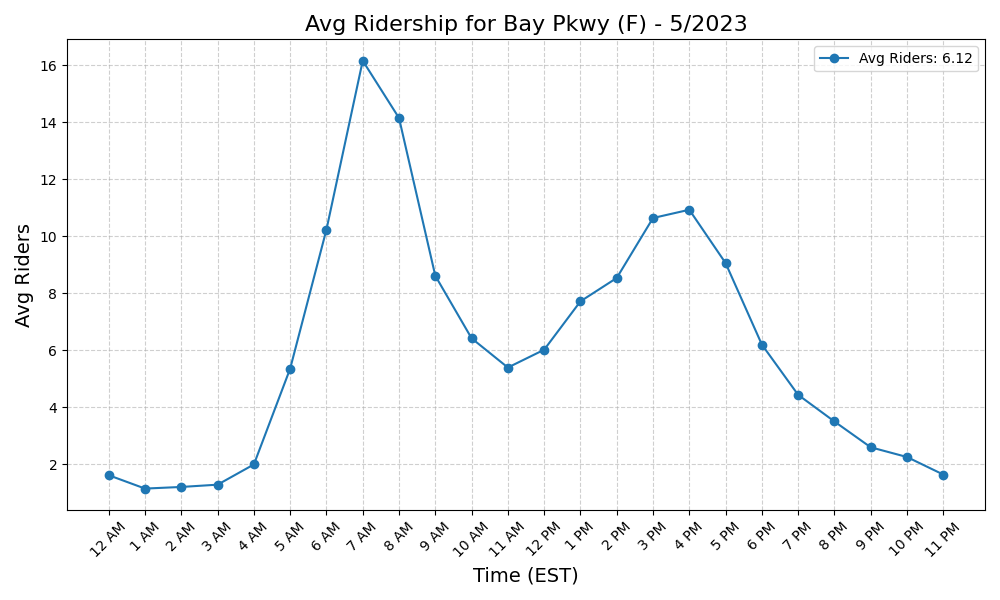 Avg Ridership for Bay Pkwy (F) - 5/2023
Avg Riders: 6.12
Avg Riders
16
14
12
10
8
6
4
2
12 AM
1 AM
2 AM
3 AM
4 AM
5 AM
6 AM
7 AM
8 AM
9 AM
10 AM
11 AM
12 PM
1 PM
2 PM
3 PM
4 PM
5 PM
6 PM
7 PM
8 PM
9 PM
10 PM
11 PM
Time (EST)